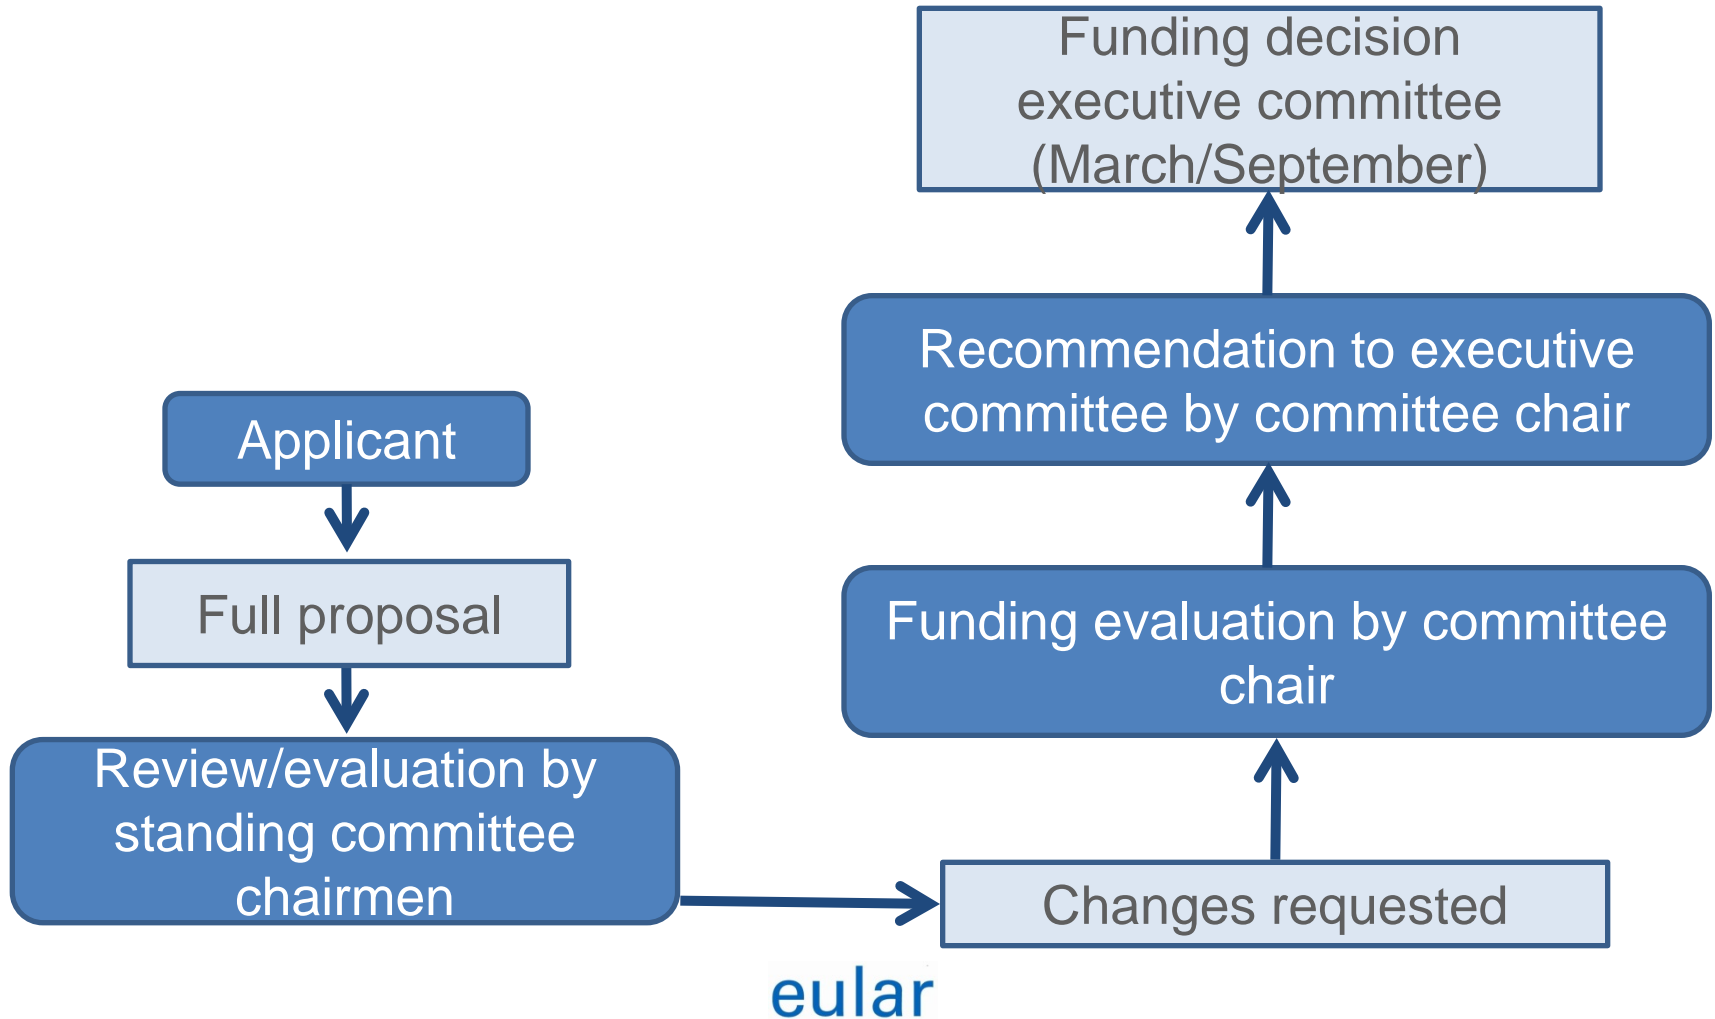 Applicant
Full proposal
Review/evaluation by
standing committee
chairmen
Changes requested
Funding evaluation by committee
chair
Recommendation to executive
committee by committee chair
Funding decision
executive committee
(March/September)
eular